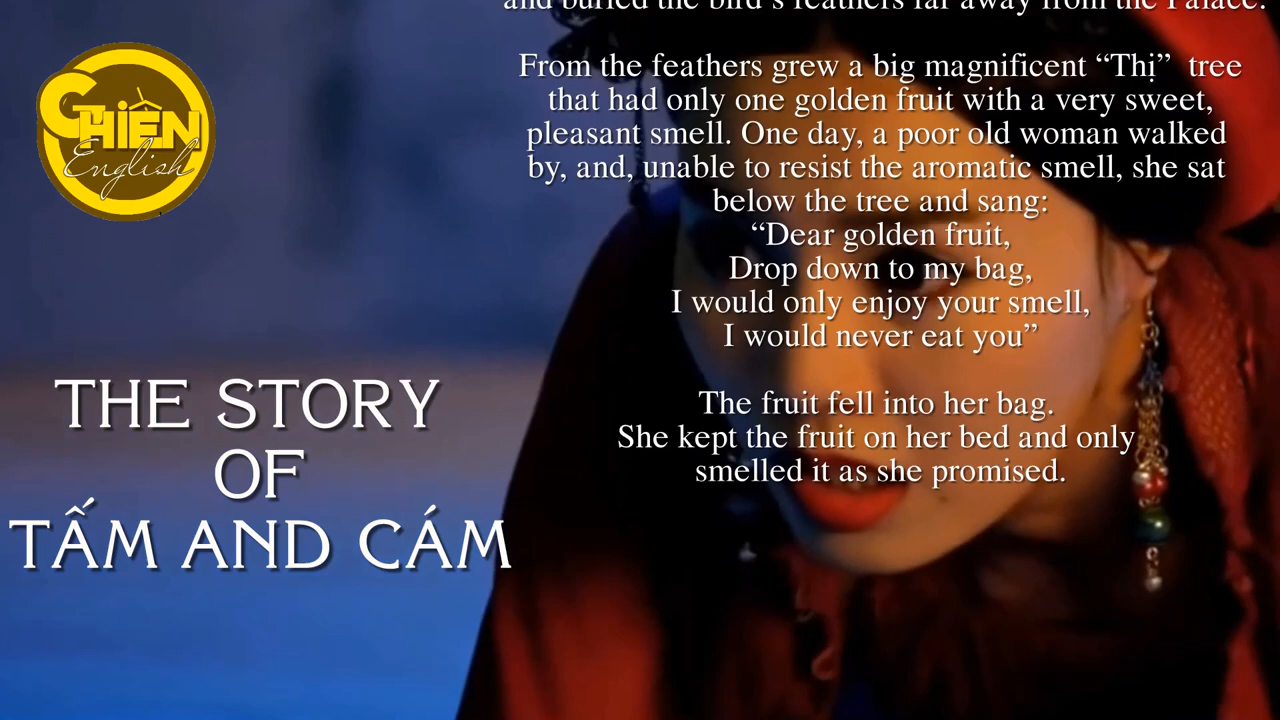 CHIÊN
English
THE STORY
OF
TẤM AND CÁM
and buried the bird's feathers far away from the Palace.
From the feathers grew a big magnificent “Thị” tree
that had only one golden fruit with a very sweet,
pleasant smell. One day, a poor old woman walked
by, and, unable to resist the aromatic smell, she sat
below the tree and sang:
“Dear golden fruit,
Drop down to my bag,
I would only enjoy your smell,
I would never eat you”
The fruit fell into her bag.
She kept the fruit on her bed and only
smelled it as she promised.